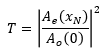 T = |A_e(x_N) / A_o(0)|^2